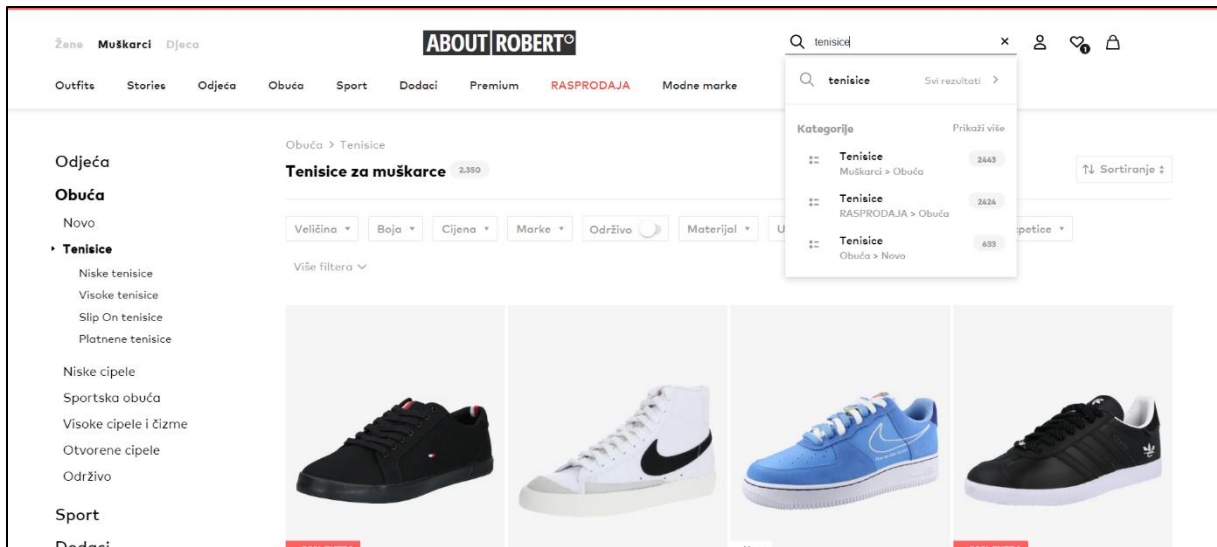 Žene Muškarci Djeca
ABOUT ROBERT
tenisice
1
Outfits Stories Odjeća Obuća Sport Dodaci Premium RASPRODAJA Modne marke
tenisice Svi rezultati
Kategorije Prikaži više
Tenisice 2443
Muškarci > Obuća
Tenisice 2424
RASPRODAJA > Obuća
Tenisice 633
Obuća > Novo
Obuća > Tenisice
Tenisice za muškarce 2.350
Sortiranje
Veličina Boja Cijena Marke Održivo Materijal
Više filtera
Odjeća
Obuća
Novo
Tenisice
Niske tenisice
Visoke tenisice
Slip On tenisice
Platnene tenisice
Niske cipele
Sportska obuća
Visoke cipele i čizme
Otvorene cipele
Održivo
Sport
Dodaci